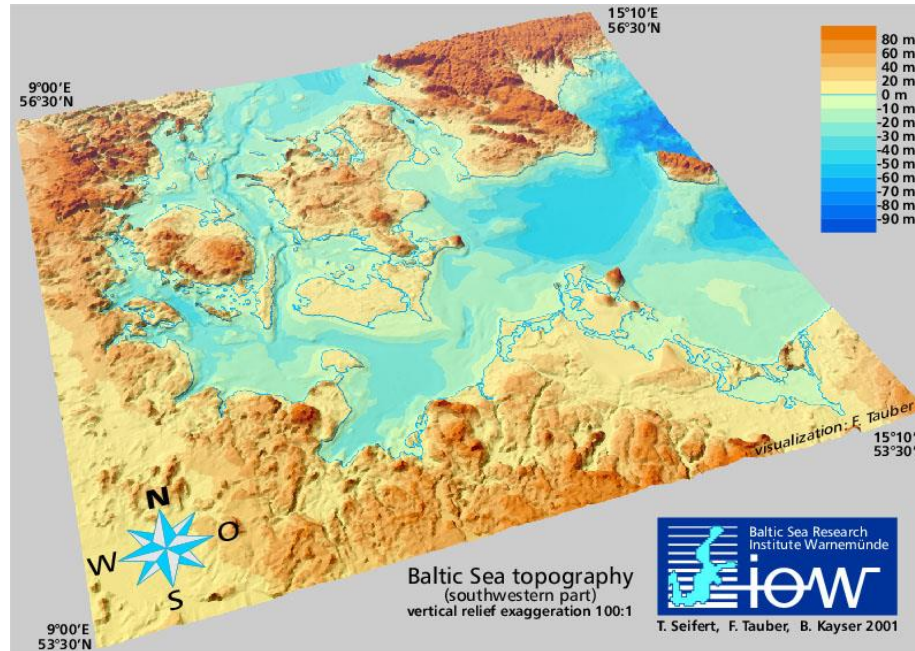 15°10'E
56°30'N
9°00'E
56°30'N
80 m
60 m
40 m
20 m
0 m
-10 m
-20 m
-30 m
-40 m
-50 m
-60 m
-70 m
-80 m
-90 m
visualization: F. Tauber
15°10'E
53°30'N
N
O
W
S
9°00'E
53°30'N
Baltic Sea topography
(southwestern part)
vertical relief exaggeration 100:1
Baltic Sea Research
Institute Warnemünde
iow
T. Seifert, F. Tauber, B. Kayser 2001